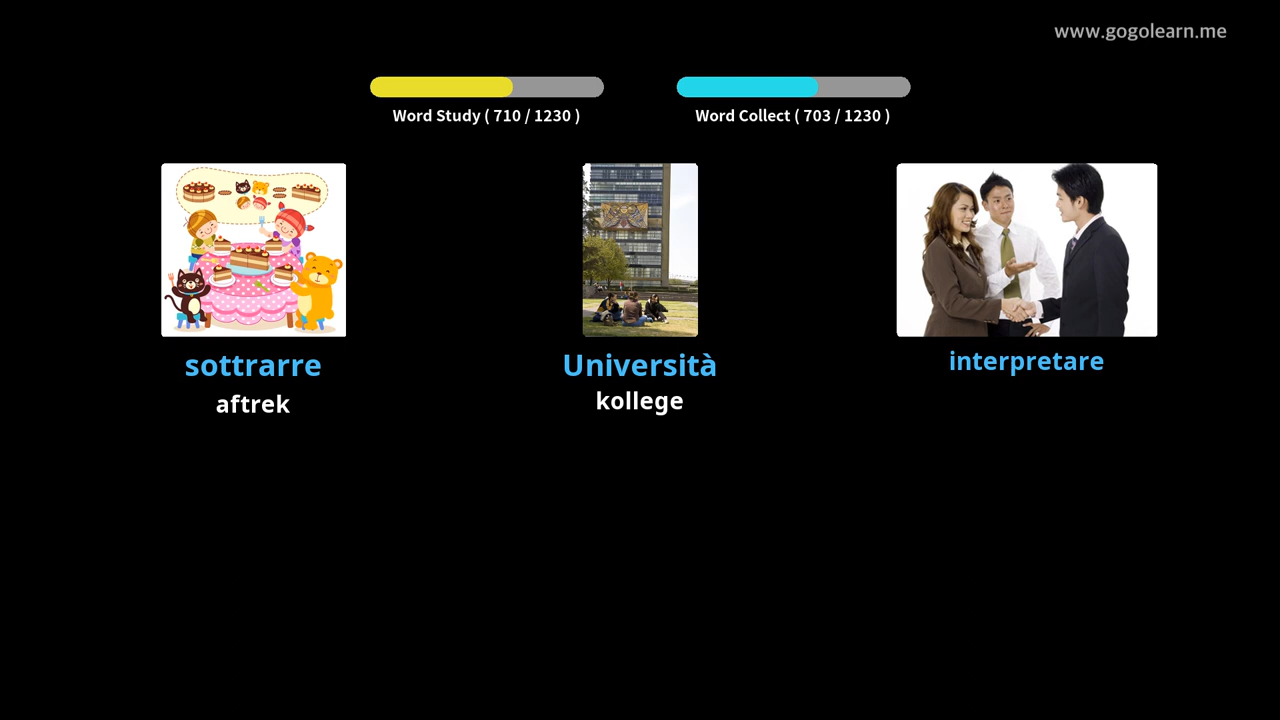 www.gogolearn.me
Word Study ( 710 / 1230 )
Word Collect ( 703 / 1230 )
sottrarre
aftrek
Università
kollege
interpretare